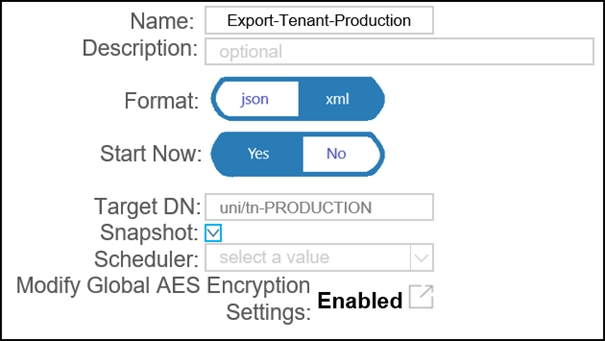 Name: Export-Tenant-Production
Description: optional
Format: json xml
Start Now: Yes No
Target DN: uni/tn-PRODUCTION
Snapshot:
Scheduler: select a value
Modify Global AES Encryption
Settings: Enabled